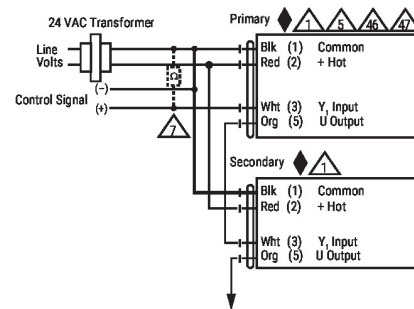 24 VAC Transformer
Line
Volts
Control Signal
(–)
(+)
Ω
7
Primary 1 5 46 47
Blk (1) Common
Red (2) + Hot
Wht (3) Y₁ Input
Org (5) U Output
Secondary 1
Blk (1) Common
Red (2) + Hot
Wht (3) Y₁ Input
Org (5) U Output